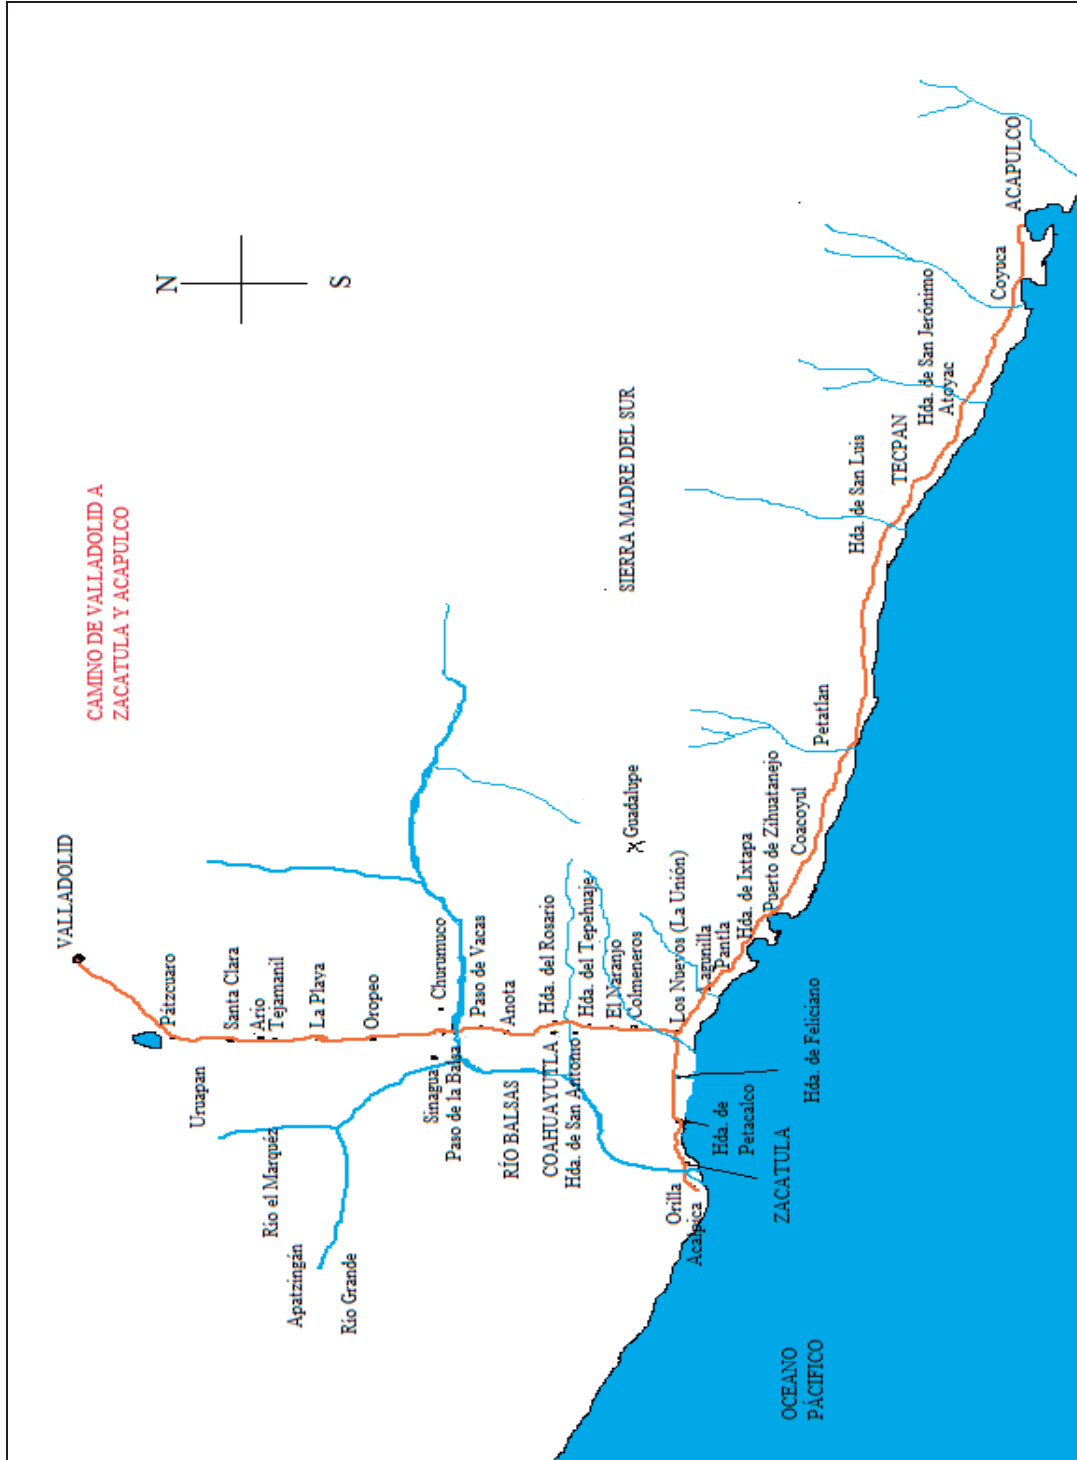 CAMINO DE VALLADOLID A
ZACATULA Y ACAPULCO
N
S
VALLADOLID
Pátzcuaro
Santa Clara
Ario
Tejamanil
La Playa
Oropeo
Uruapan
Río el Marquéz
Apatzingán
Río Grande
Churumuco
Sinagua
Paso de la Balsa
Paso de Vacas
Anota
RÍO BALSAS
Hda. del Rosario
COAHUAYUTLA
Hda. de San Antonio
Hda. del Tepehuaje
El Naranjo
Colmeneros
Guadalupe
SIERRA MADRE DEL SUR
Los Nuevos (La Unión)
Lagunilla
Pantla
Hda. de Ixtapa
Puerto de Zihuatanejo
Coacoyul
Petatlan
Hda. de San Luis
TECPAN
Hda. de San Jerónimo
Atoyac
Coyuca
ACAPULCO
Orilla
Acalpica
Hda. de
Petacalco
ZACATULA
Hda. de Feliciano
OCEANO
PÁCIFICO